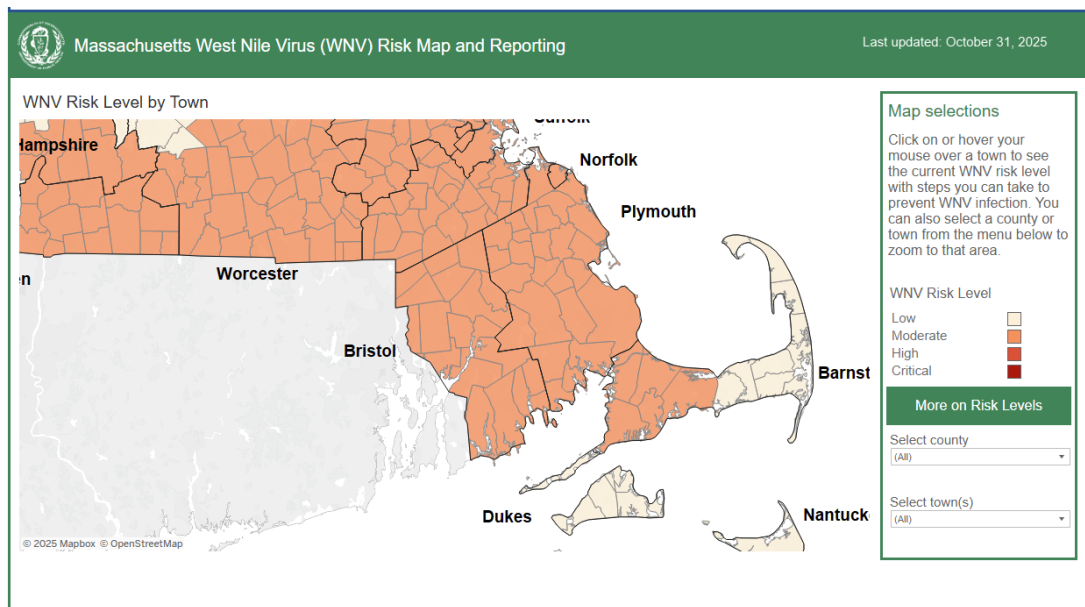 Massachusetts West Nile Virus (WNV) Risk Map and Reporting
Last updated: October 31, 2025
WNV Risk Level by Town
Suffolk
Hampshire
Norfolk
Plymouth
Worcester
en
Bristol
Barnst
Dukes
Nantuck
© 2025 Mapbox © OpenStreetMap
Map selections
Click on or hover your
mouse over a town to see
the current WNV risk level
with steps you can take to
prevent WNV infection. You
can also select a county or
town from the menu below to
zoom to that area.
WNV Risk Level
Low
Moderate
High
Critical
More on Risk Levels
Select county
(All)
Select town(s)
(All)